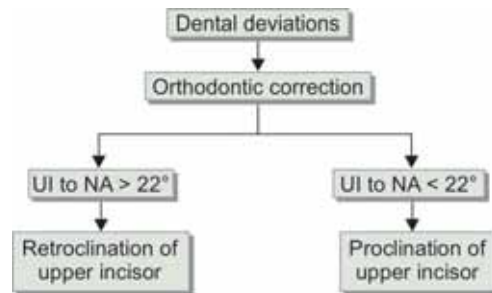 Dental deviations
Orthodontic correction
UI to NA > 22°
UI to NA < 22°
Retroclination of
upper incisor
Proclination of
upper incisor